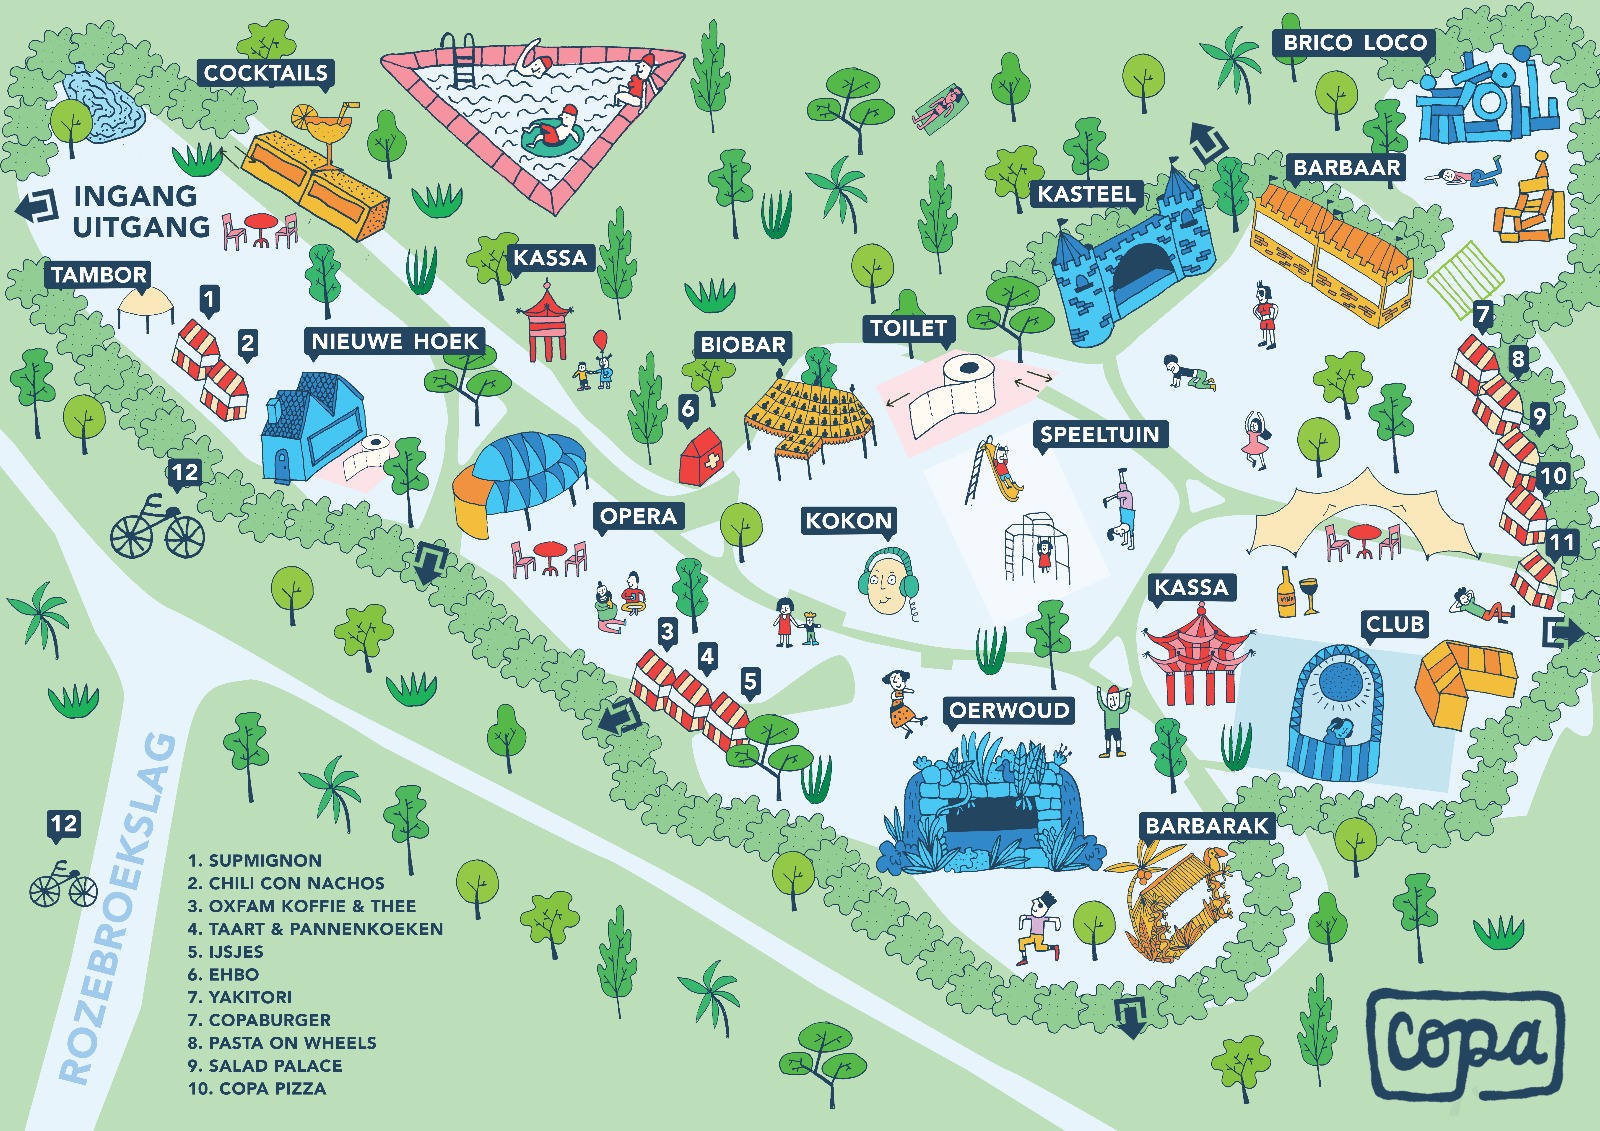 COCKTAILS
BRICO LOCO
INGANG
UITGANG
BARBAAR
KASTEEL
TAMBOR
KASSA
1
2
NIEUWE HOEK
BIOBAR
TOILET
7
8
6
9
SPEELTUIN
12
10
OPERA
KOKON
11
KASSA
3
4
5
CLUB
OERWOUD
12
BARBARAK
ROZEBROEKSLAG
1. SUPMIGNON
2. CHILI CON NACHOS
3. OXFAM KOFFIE & THEE
4. TAART & PANNENKOEKEN
5. IJSJES
6. EHBO
7. YAKITORI
7. COPABURGER
8. PASTA ON WHEELS
9. SALAD PALACE
10. COPA PIZZA
copa